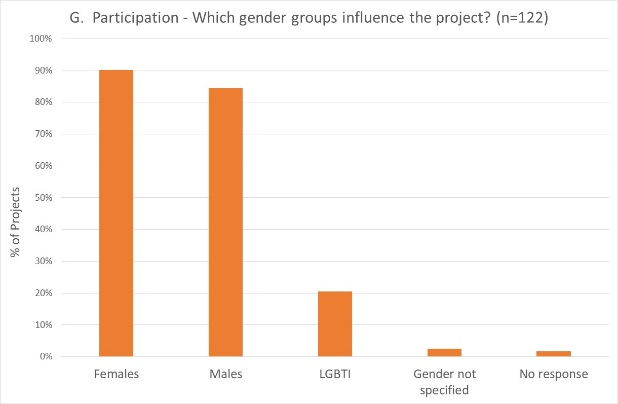 G.  Participation - Which gender groups influence the project? (n=122)
100%
90%
80%
70%
60%
50%
40%
30%
20%
10%
0%
% of Projects
Females
Males
LGBTI
Gender not
specified
No response